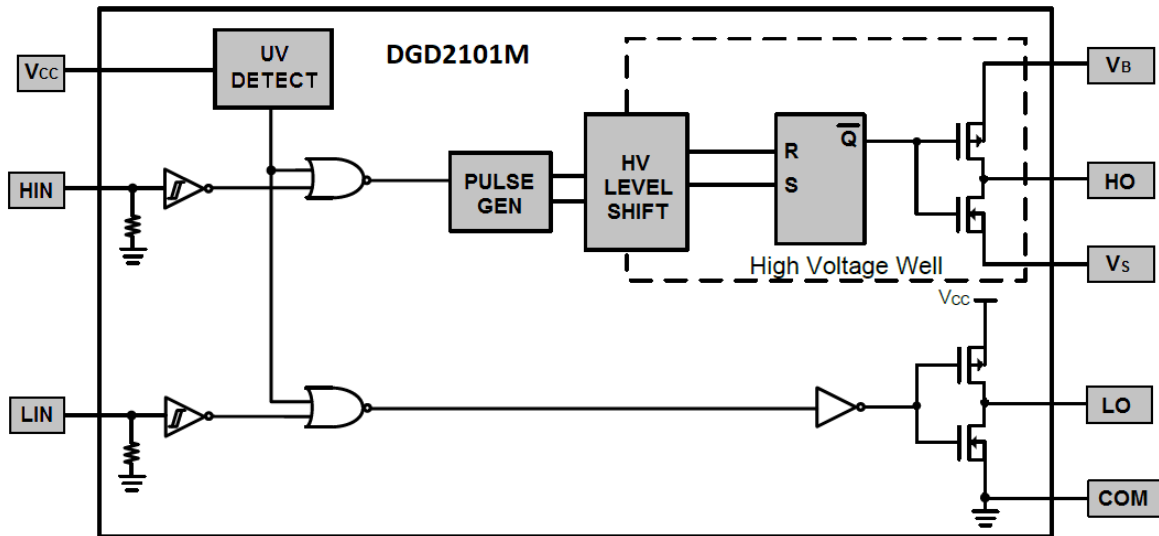 DGD2101M
UV
DETECT
VCC
VB
HIN
PULSE
GEN
HV
LEVEL
SHIFT
R
S
Q̅
HO
High Voltage Well
VS
VCC
LIN
LO
COM